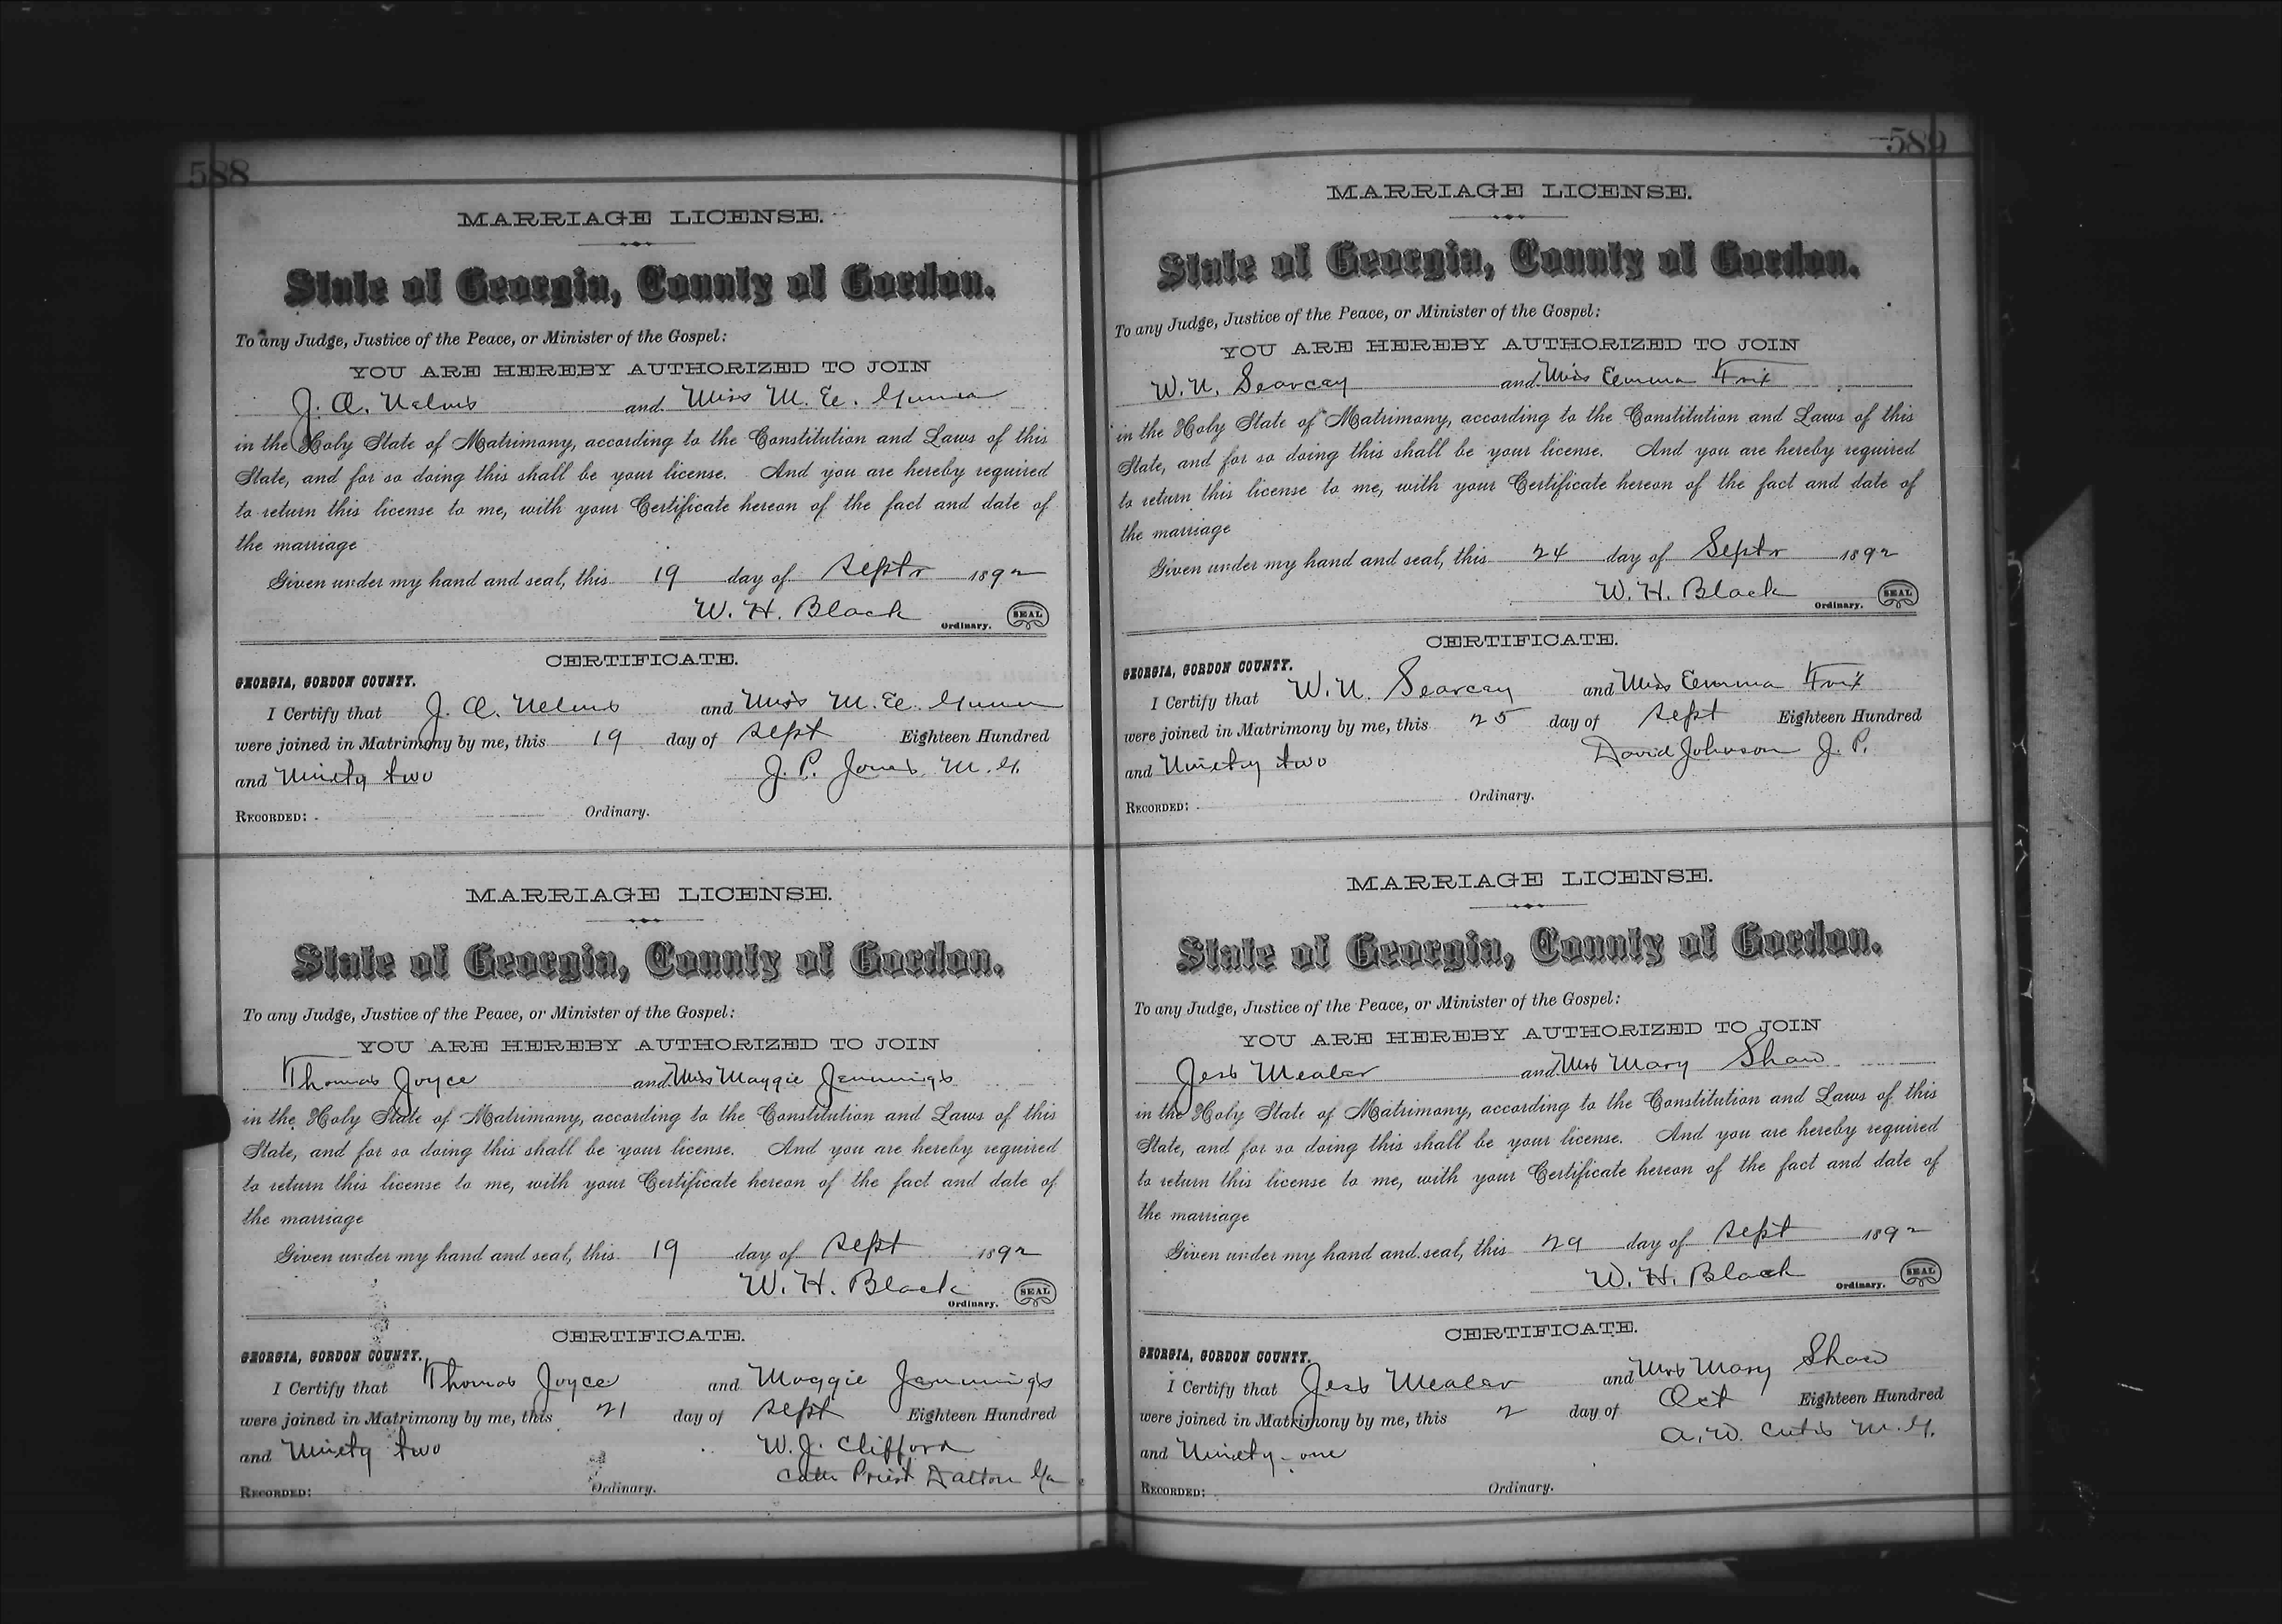 588
MARRIAGE LICENSE.
State of Georgia, County of Gordon.
To any Judge, Justice of the Peace, or Minister of the Gospel:
YOU ARE HEREBY AUTHORIZED TO JOIN
J. A. Nelms and Miss M. E.
in the Holy State of Matrimony, according to the Constitution and Laws of this
State, and for so doing this shall be your license. And you are hereby required
to return this license to me, with your Certificate hereon of the fact and date of
the marriage
Given under my hand and seal, this 19 day of Septr 1892
W. H. Black
Ordinary. SEAL
CERTIFICATE.
GEORGIA, GORDON COUNTY.
I Certify that J. A. Nelms and Miss M. E.
were joined in Matrimony by me, this 19 day of Sept Eighteen Hundred
and Ninety two J. P. Jones M. G.
RECORDED: Ordinary.
MARRIAGE LICENSE.
State of Georgia, County of Gordon.
To any Judge, Justice of the Peace, or Minister of the Gospel:
YOU ARE HEREBY AUTHORIZED TO JOIN
Thomas Joyce and Miss Maggie Jennings
in the Holy State of Matrimony, according to the Constitution and Laws of this
State, and for so doing this shall be your license. And you are hereby required
to return this license to me, with your Certificate hereon of the fact and date of
the marriage
Given under my hand and seal, this 19 day of Sept 1892
W. H. Black
Ordinary. SEAL
CERTIFICATE.
GEORGIA, GORDON COUNTY.
I Certify that Thomas Joyce and Maggie Jennings
were joined in Matrimony by me, this 21 day of Sept Eighteen Hundred
and Ninety two W. J. Clifford
Cath Priest Dalton Ga
RECORDED: Ordinary.
589
MARRIAGE LICENSE.
State of Georgia, County of Gordon.
To any Judge, Justice of the Peace, or Minister of the Gospel:
YOU ARE HEREBY AUTHORIZED TO JOIN
W. N. Searcay and Miss Emma Fox
in the Holy State of Matrimony, according to the Constitution and Laws of this
State, and for so doing this shall be your license. And you are hereby required
to return this license to me, with your Certificate hereon of the fact and date of
the marriage
Given under my hand and seal, this 24 day of Septr 1892
W. H. Black
Ordinary. SEAL
CERTIFICATE.
GEORGIA, GORDON COUNTY.
I Certify that W. N. Searcay and Miss Emma Fox
were joined in Matrimony by me, this 25 day of Sept Eighteen Hundred
and Ninety two David Johnson J. P.
RECORDED: Ordinary.
MARRIAGE LICENSE.
State of Georgia, County of Gordon.
To any Judge, Justice of the Peace, or Minister of the Gospel:
YOU ARE HEREBY AUTHORIZED TO JOIN
Jess Mealer and Mrs Mary Shaw
in the Holy State of Matrimony, according to the Constitution and Laws of this
State, and for so doing this shall be your license. And you are hereby required
to return this license to me, with your Certificate hereon of the fact and date of
the marriage
Given under my hand and seal, this 29 day of Sept 1892
W. H. Black
Ordinary. SEAL
CERTIFICATE.
GEORGIA, GORDON COUNTY.
I Certify that Jess Mealer and Mrs Mary Shaw
were joined in Matrimony by me, this 2 day of Oct Eighteen Hundred
and Ninety-one A. W. M. G.
RECORDED: Ordinary.